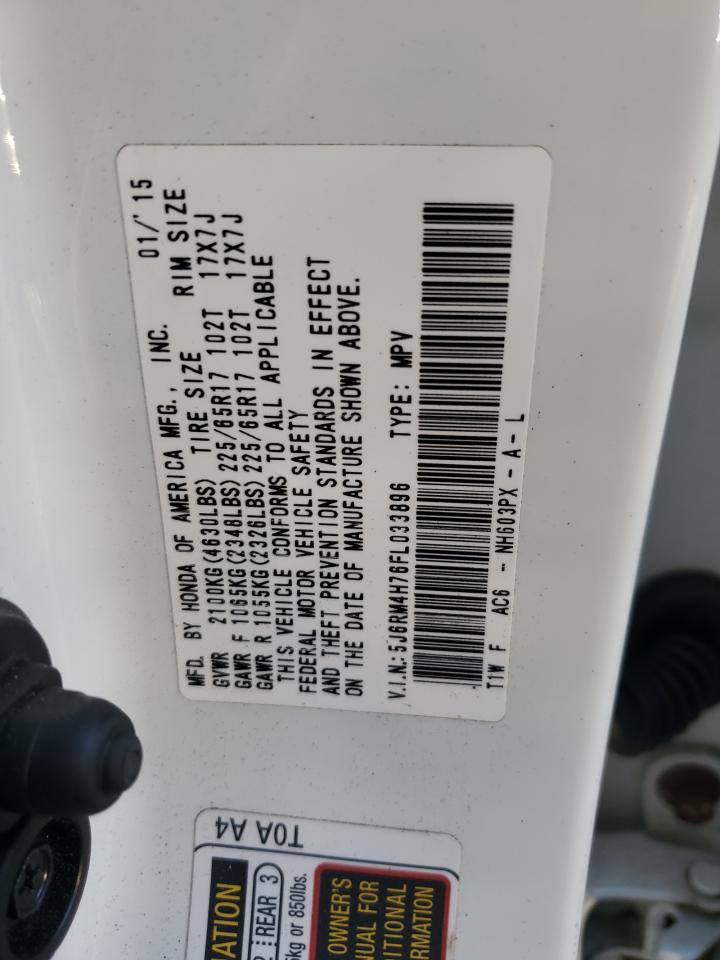 MFD. BY HONDA OF AMERICA MFG., INC. 01/'15
GVWR 2100KG(4630LBS) TIRE SIZE RIM SIZE
GAWR F 1065KG(2348LBS) 225/65R17 102T 17X7J
GAWR R 1055KG(2326LBS) 225/65R17 102T 17X7J
THIS VEHICLE CONFORMS TO ALL APPLICABLE
FEDERAL MOTOR VEHICLE SAFETY
AND THEFT PREVENTION STANDARDS IN EFFECT
ON THE DATE OF MANUFACTURE SHOWN ABOVE.
V.I.N.: 5J6RM4H76FL033896 TYPE: MPV
T1W F AC6 - NH603PX - A - L
T0A A4
REAR 3
kg or 850lbs.
OWNER'S
FOR